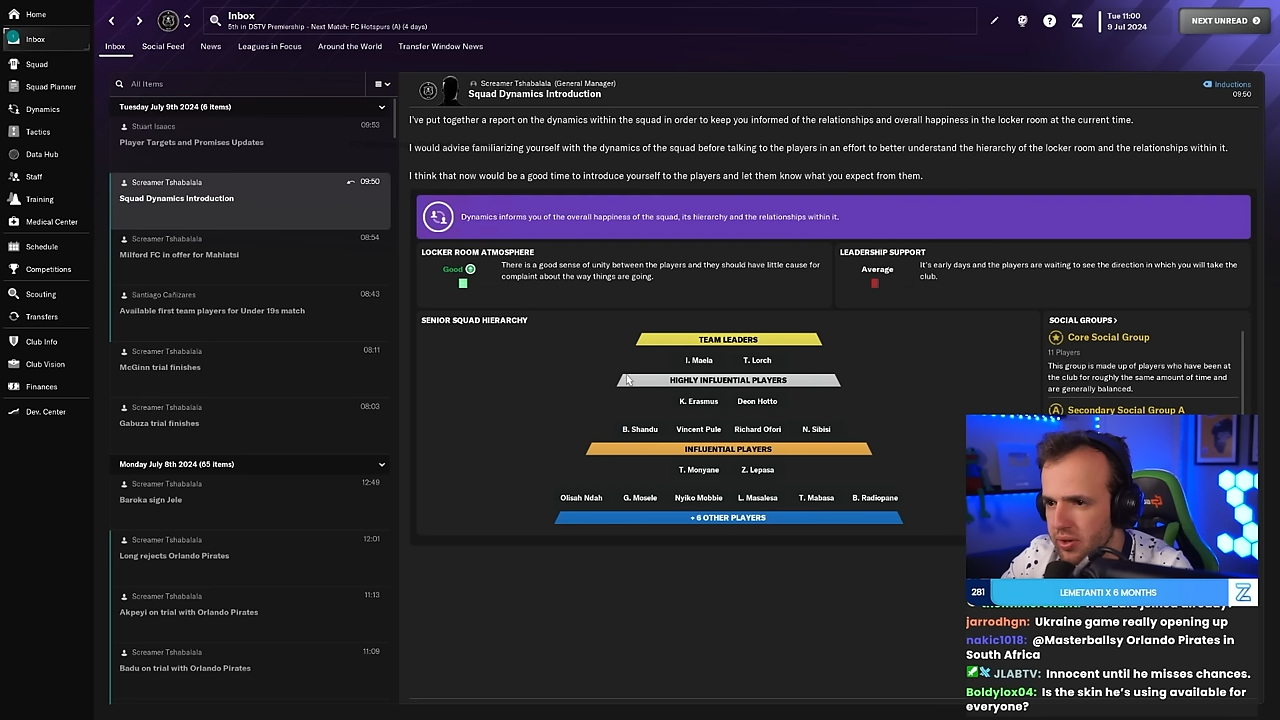 Home
Inbox
Squad
Squad Planner
Dynamics
Tactics
Data Hub
Staff
Training
Medical Center
Schedule
Competitions
Scouting
Transfers
Club Info
Club Vision
Finances
Dev. Center
Inbox
5th in DSTV Premiership - Next Match: FC Hotspurs (A) (4 days)
Tue 11:00
9 Jul 2024
NEXT UNREAD
Inbox
Social Feed
News
Leagues in Focus
Around the World
Transfer Window News
All Items
Tuesday July 9th 2024 (6 Items)
Stuart Isaacs 09:53
Player Targets and Promises Updates
Screamer Tshabalala 09:50
Squad Dynamics Introduction
Screamer Tshabalala 08:54
Milford FC in offer for Mahlatsi
Santiago Cañizares 08:43
Available first team players for Under 19s match
Screamer Tshabalala 08:11
McGinn trial finishes
Screamer Tshabalala 08:03
Gabuza trial finishes
Monday July 8th 2024 (65 items)
Screamer Tshabalala 12:49
Baroka sign Jele
Screamer Tshabalala 12:01
Long rejects Orlando Pirates
Screamer Tshabalala 11:13
Akpeyi on trial with Orlando Pirates
Screamer Tshabalala 11:09
Badu on trial with Orlando Pirates
Screamer Tshabalala (General Manager)
Squad Dynamics Introduction
Inductions
09:50
I've put together a report on the dynamics within the squad in order to keep you informed of the relationships and overall happiness in the locker room at the current time.
I would advise familiarizing yourself with the dynamics of the squad before talking to the players in an effort to better understand the hierarchy of the locker room and the relationships within it.
I think that now would be a good time to introduce yourself to the players and let them know what you expect from them.
Dynamics informs you of the overall happiness of the squad, its hierarchy and the relationships within it.
LOCKER ROOM ATMOSPHERE
Good
There is a good sense of unity between the players and they should have little cause for
complaint about the way things are going.
LEADERSHIP SUPPORT
Average
It's early days and the players are waiting to see the direction in which you will take the
club.
SENIOR SQUAD HIERARCHY
TEAM LEADERS
I. Maela T. Lorch
HIGHLY INFLUENTIAL PLAYERS
K. Erasmus Deon Hotto
B. Shandu Vincent Pule Richard Ofori N. Sibisi
INFLUENTIAL PLAYERS
T. Monyane Z. Lepasa
Olisah Ndah G. Mosele Nyiko Mobbie L. Masalesa T. Mabasa B. Radiopane
+ 6 OTHER PLAYERS
SOCIAL GROUPS >
Core Social Group
11 Players
This group is made up of players who have been at
the club for roughly the same amount of time and
are generally balanced.
A Secondary Social Group A
281 LEMETANTI X 6 MONTHS Z
jarrodhgn: Ukraine game really opening up
nakic1018: @Masterballsy Orlando Pirates in
South Africa
JLABTV: Innocent until he misses chances.
Boldylox04: Is the skin he's using available for
everyone?